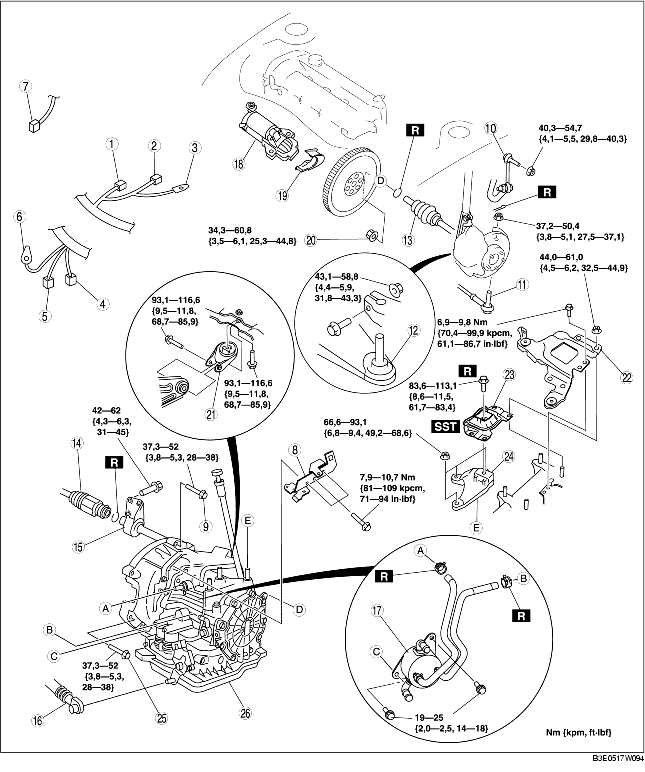 7
1
2
3
6
5
4
18
19
R
D
13
10
40,3—54,7
{4,1—5,5, 29,8—40,3}
R
37,2—50,4
{3,8—5,1, 27,5—37,1}
44,0—61,0
{4,5—6,2, 32,5—44,9}
11
34,3—60,8
{3,5—6,1, 25,3—44,8}
20
43,1—58,8
{4,4—5,9,
31,8—43,3}
12
93,1—116,6
{9,5—11,8,
68,7—85,9}
93,1—116,6
{9,5—11,8,
68,7—85,9}
21
6,9—9,8 Nm
{70,4—99,9 kpcm,
61,1—86,7 in·lbf}
22
R
83,6—113,1
{8,6—11,5,
61,7—83,4}
23
SST
66,6—93,1
{6,8—9,4, 49,2—68,6}
24
E
42—62
{4,3—6,3,
31—45}
37,3—52
{3,8—5,3, 28—38}
14
R
15
9
8
7,9—10,7 Nm
{81—109 kpcm,
71—94 in·lbf}
E
A
D
B
C
37,3—52
{3,8—5,3,
28—38}
25
26
16
A
R
B
R
17
C
19—25
{2,0—2,5, 14—18}
Nm {kpm, ft·lbf}
B3E0517W094